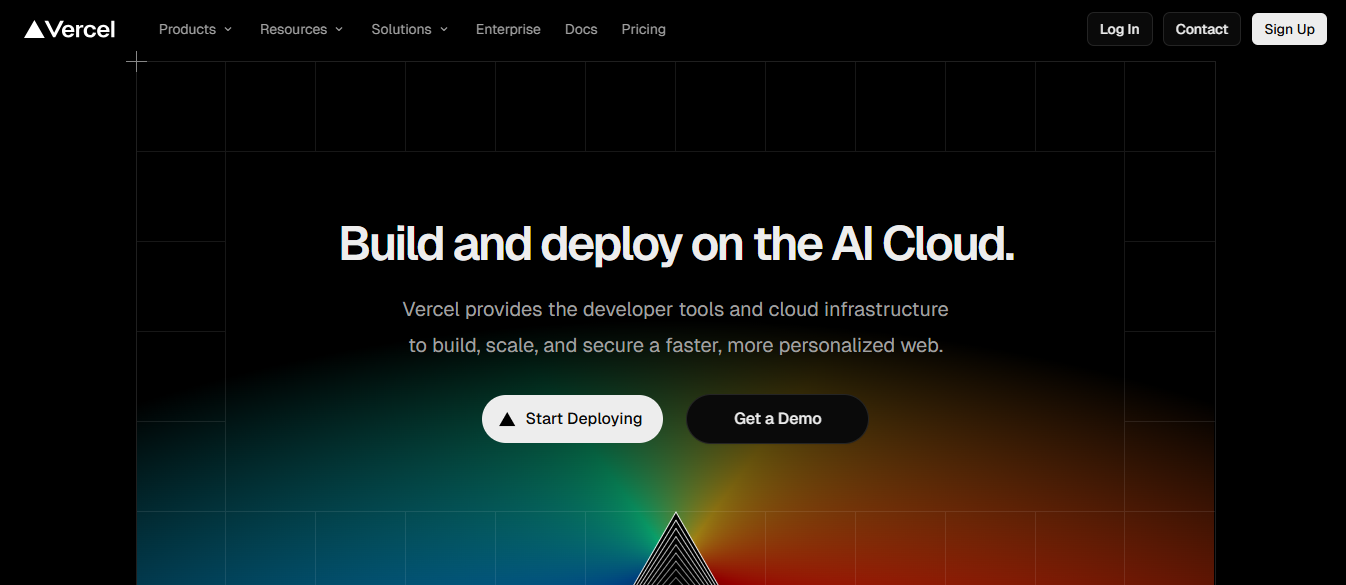 Vercel
Products
Resources
Solutions
Enterprise
Docs
Pricing
Log In
Contact
Sign Up
Build and deploy on the AI Cloud.
Vercel provides the developer tools and cloud infrastructure
to build, scale, and secure a faster, more personalized web.
Start Deploying
Get a Demo